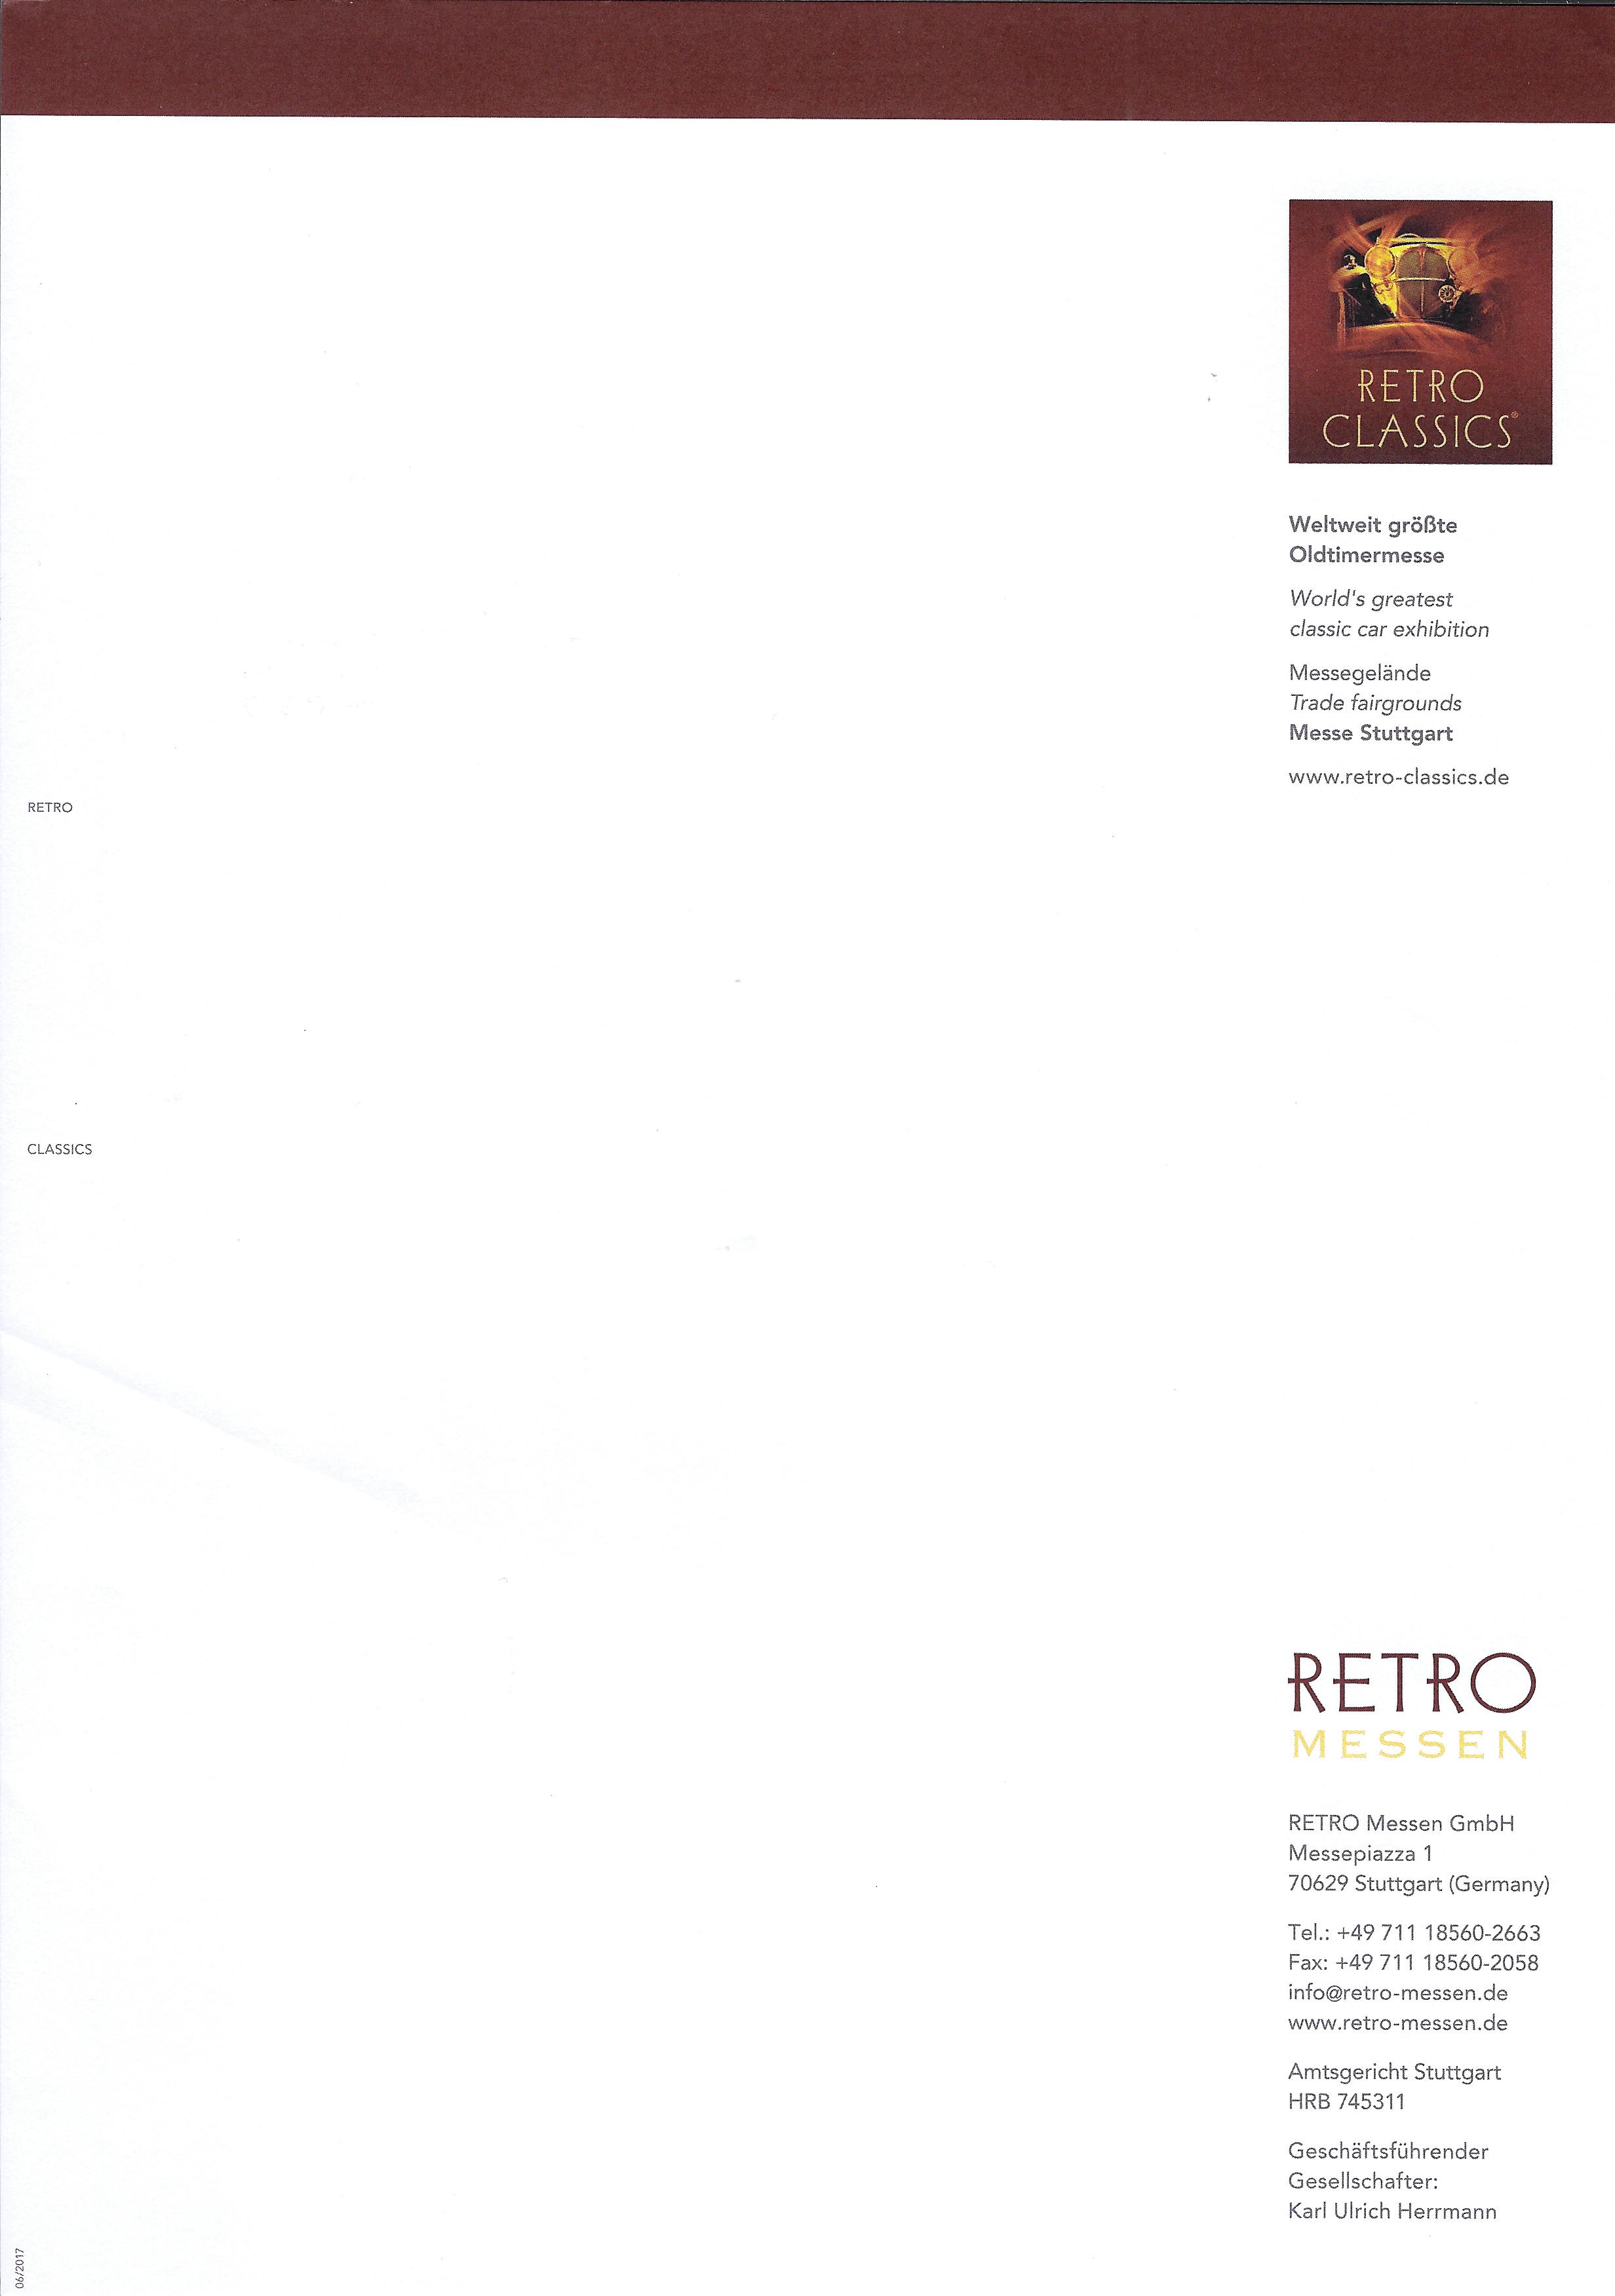 RETRO
CLASSICS®
Weltweit größte
Oldtimermesse
World's greatest
classic car exhibition
Messegelände
Trade fairgrounds
Messe Stuttgart
www.retro-classics.de
RETRO
CLASSICS
RETRO
MESSEN
RETRO Messen GmbH
Messepiazza 1
70629 Stuttgart (Germany)
Tel.: +49 711 18560-2663
Fax: +49 711 18560-2058
info@retro-messen.de
www.retro-messen.de
Amtsgericht Stuttgart
HRB 745311
Geschäftsführender
Gesellschafter:
Karl Ulrich Herrmann
06/2017